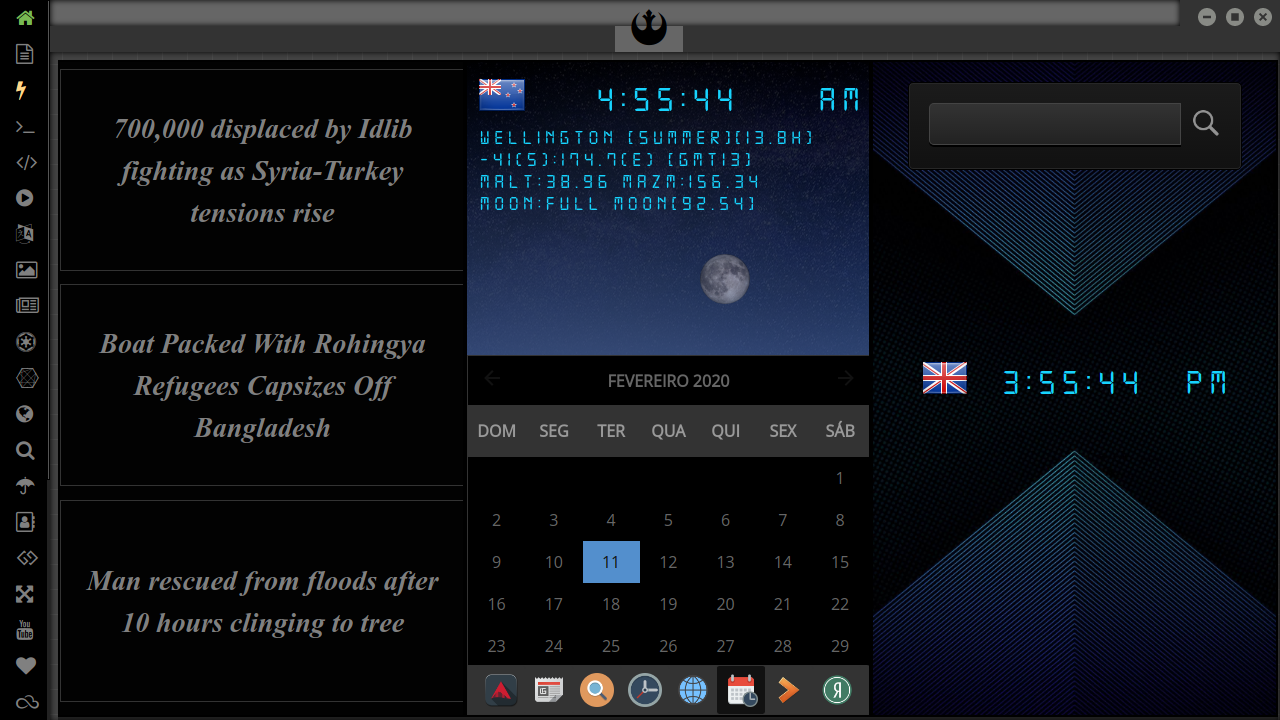 700,000 displaced by Idlib
fighting as Syria-Turkey
tensions rise
Boat Packed With Rohingya
Refugees Capsizes Off
Bangladesh
Man rescued from floods after
10 hours clinging to tree
4:55:44 AM
WELLINGTON (SUMMER)(13.8H)
-41(S):174.7(E) (GMT13)
MALT:38.96 MAZM:156.34
MOON:FULL MOON(92.54)
FEVEREIRO 2020
DOM SEG TER QUA QUI SEX SÁB
1
2 3 4 5 6 7 8
9 10 11 12 13 14 15
16 17 18 19 20 21 22
23 24 25 26 27 28 29
3:55:44 PM
You
Tube
Я